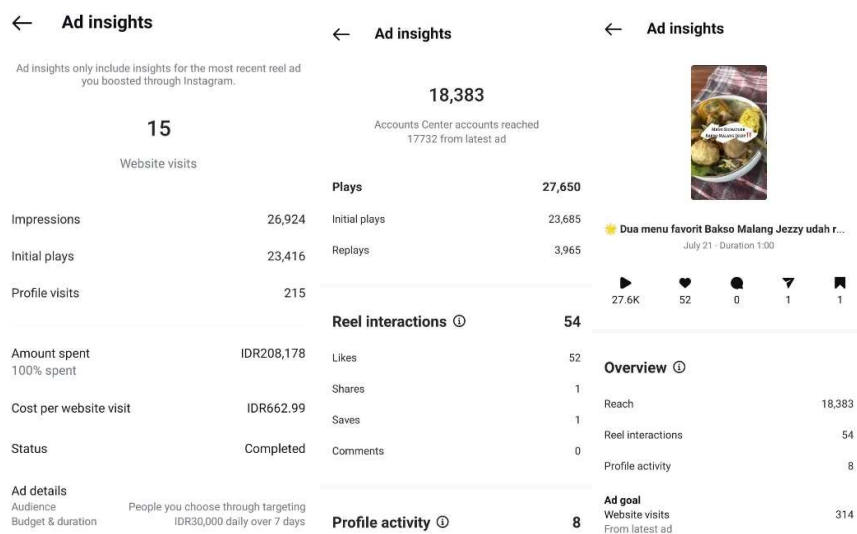 Ad insights
Ad insights only include insights for the most recent reel ad
you boosted through Instagram.
15
Website visits
Impressions 26,924
Initial plays 23,416
Profile visits 215
Amount spent IDR208,178
100% spent
Cost per website visit IDR662.99
Status Completed
Ad details
Audience People you choose through targeting
Budget & duration IDR30,000 daily over 7 days
Ad insights
18,383
Accounts Center accounts reached
17732 from latest ad
Plays 27,650
Initial plays 23,685
Replays 3,965
Reel interactions 54
Likes 52
Shares 1
Saves 1
Comments 0
Profile activity 8
Ad insights
Menu Signature
Bakso Malang Jezzy!!
🌟 Dua menu favorit Bakso Malang Jezzy udah r...
July 21 · Duration 1:00
27.6K 52 0 1 1
Overview
Reach 18,383
Reel interactions 54
Profile activity 8
Ad goal
Website visits 314
From latest ad